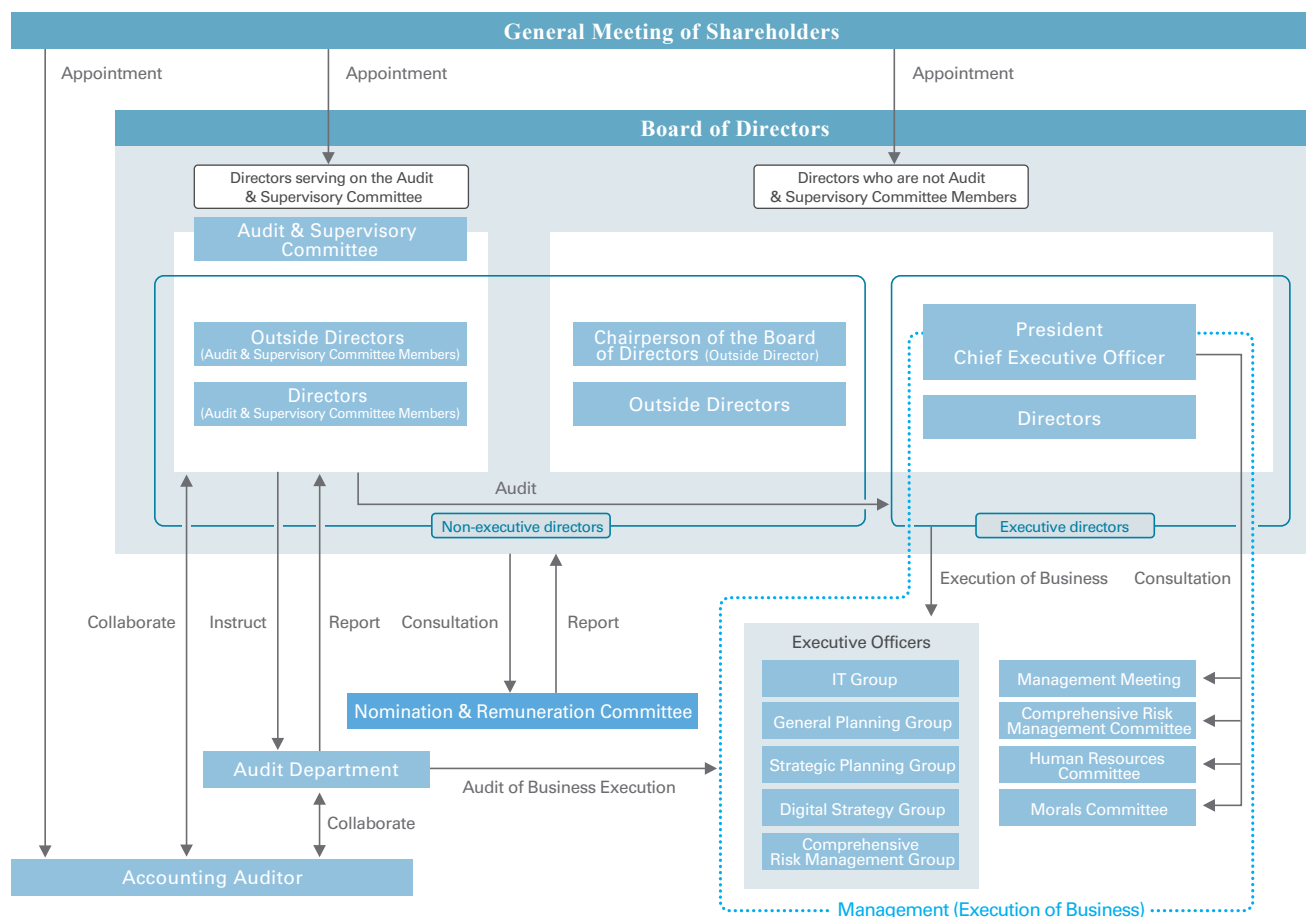 General Meeting of Shareholders
Appointment
Appointment
Appointment
Board of Directors
Directors serving on the Audit
& Supervisory Committee
Directors who are not Audit
& Supervisory Committee Members
Audit & Supervisory
Committee
Outside Directors
(Audit & Supervisory Committee Members)
Directors
(Audit & Supervisory Committee Members)
Chairperson of the Board
of Directors (Outside Director)
Outside Directors
President
Chief Executive Officer
Directors
Audit
Non-executive directors
Executive directors
Execution of Business
Consultation
Collaborate
Instruct
Report
Consultation
Report
Nomination & Remuneration Committee
Audit Department
Audit of Business Execution
Collaborate
Accounting Auditor
Executive Officers
IT Group
General Planning Group
Strategic Planning Group
Digital Strategy Group
Comprehensive
Risk Management Group
Management Meeting
Comprehensive Risk
Management Committee
Human Resources
Committee
Morals Committee
Management (Execution of Business)